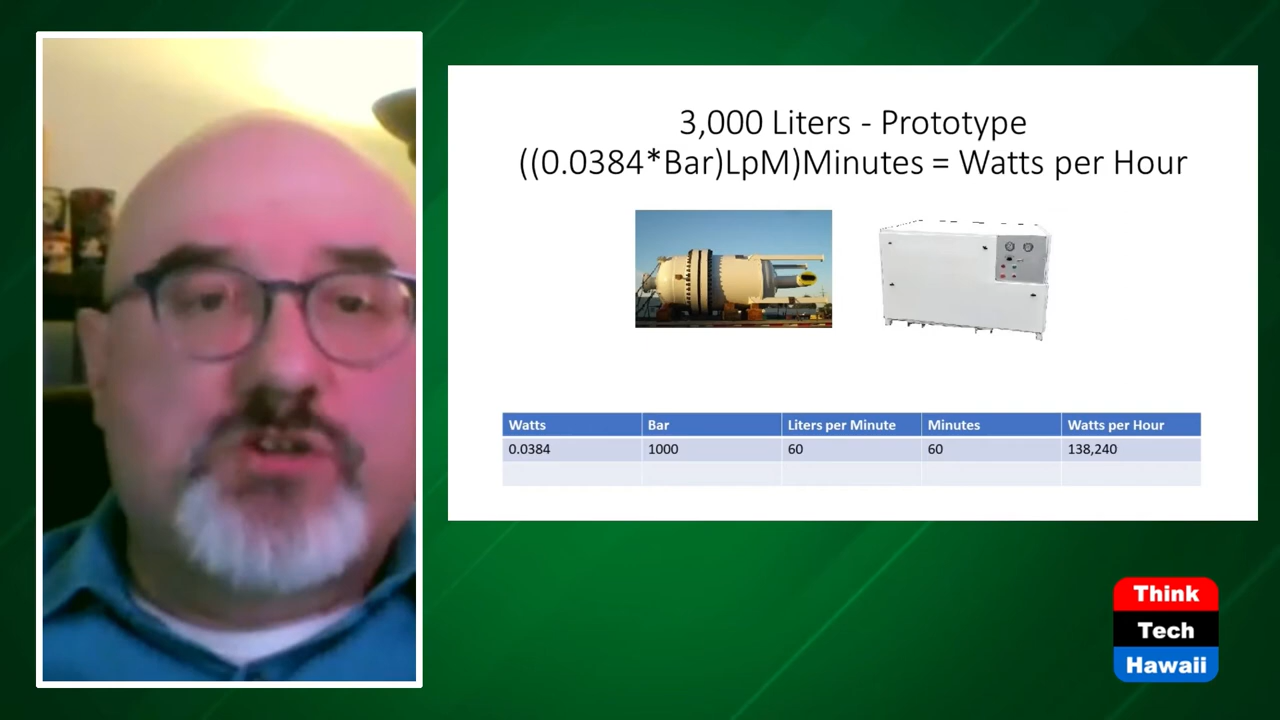 3,000 Liters - Prototype
((0.0384*Bar)LpM)Minutes = Watts per Hour
Watts Bar Liters per Minute Minutes Watts per Hour
0.0384 1000 60 60 138,240
Think
Tech
Hawaii